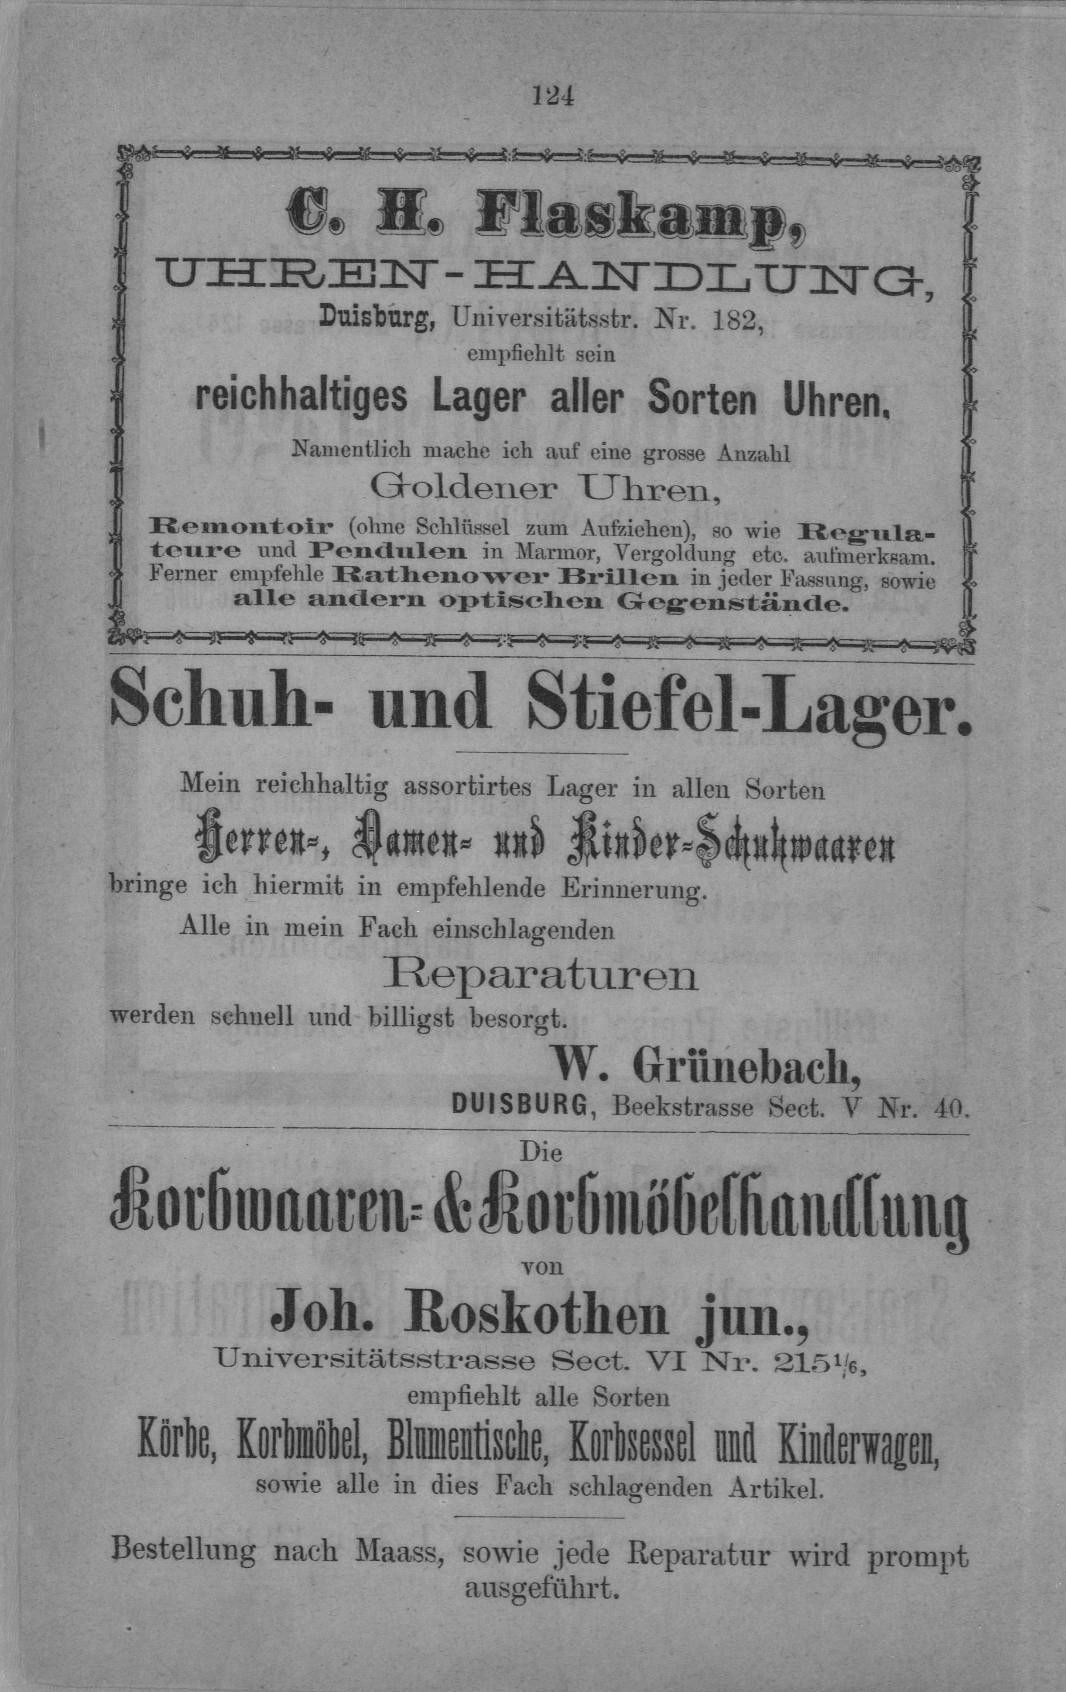 124
C. H. Flaskamp,
UHREN-HANDLUNG,
Duisburg, Universitätsstr. Nr. 182,
empfiehlt sein
reichhaltiges Lager aller Sorten Uhren.
Namentlich mache ich auf eine grosse Anzahl
Goldener Uhren,
Remontoir (ohne Schlüssel zum Aufziehen), so wie Regula-
teure und Pendulen in Marmor, Vergoldung etc. aufmerksam.
Ferner empfehle Rathenower Brillen in jeder Fassung, sowie
alle andern optischen Gegenstände.
Schuh- und Stiefel-Lager.
Mein reichhaltig assortirtes Lager in allen Sorten
Herren-, Damen- und Kinder-Schuhwaaren
bringe ich hiermit in empfehlende Erinnerung.
Alle in mein Fach einschlagenden
Reparaturen
werden schnell und billigst besorgt.
W. Grünebach,
DUISBURG, Beekstrasse Sect. V Nr. 40.
Die
Korbwaaren- & Korbmöbelhandlung
von
Joh. Roskothen jun.,
Universitätsstrasse Sect. VI Nr. 215 1/6,
empfiehlt alle Sorten
Körbe, Korbmöbel, Blumentische, Korbsessel und Kinderwagen,
sowie alle in dies Fach schlagenden Artikel.
Bestellung nach Maass, sowie jede Reparatur wird prompt
ausgeführt.